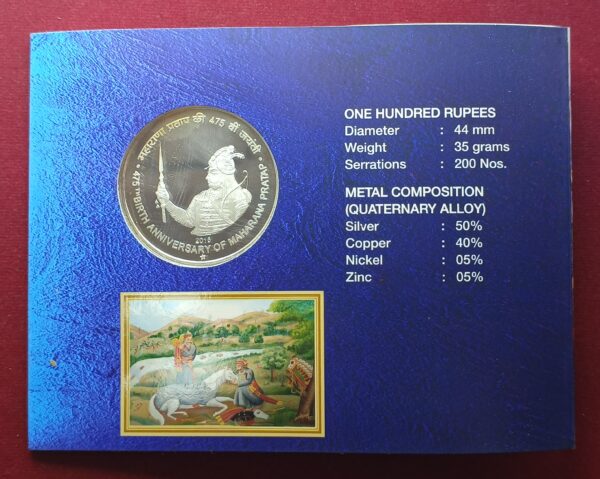 महाराणा प्रताप की 475 वीं जयंती
475TH BIRTH ANNIVERSARY OF MAHARANA PRATAP
2015
ONE HUNDRED RUPEES
Diameter : 44 mm
Weight : 35 grams
Serrations : 200 Nos.
METAL COMPOSITION
(QUATERNARY ALLOY)
Silver : 50%
Copper : 40%
Nickel : 05%
Zinc : 05%